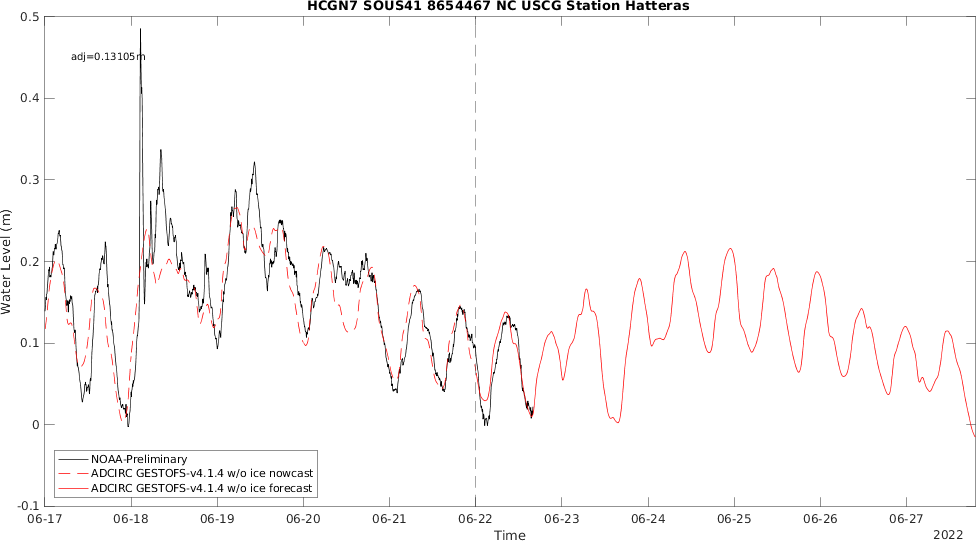 HCGN7 SOUS41 8654467 NC USCG Station Hatteras
adj=0.13105m
0.5
0.4
0.3
0.2
0.1
0
-0.1
Water Level (m)
NOAA-Preliminary
ADCIRC GESTOFS-v4.1.4 w/o ice nowcast
ADCIRC GESTOFS-v4.1.4 w/o ice forecast
06-17 06-18 06-19 06-20 06-21 06-22 06-23 06-24 06-25 06-26 06-27
Time
2022